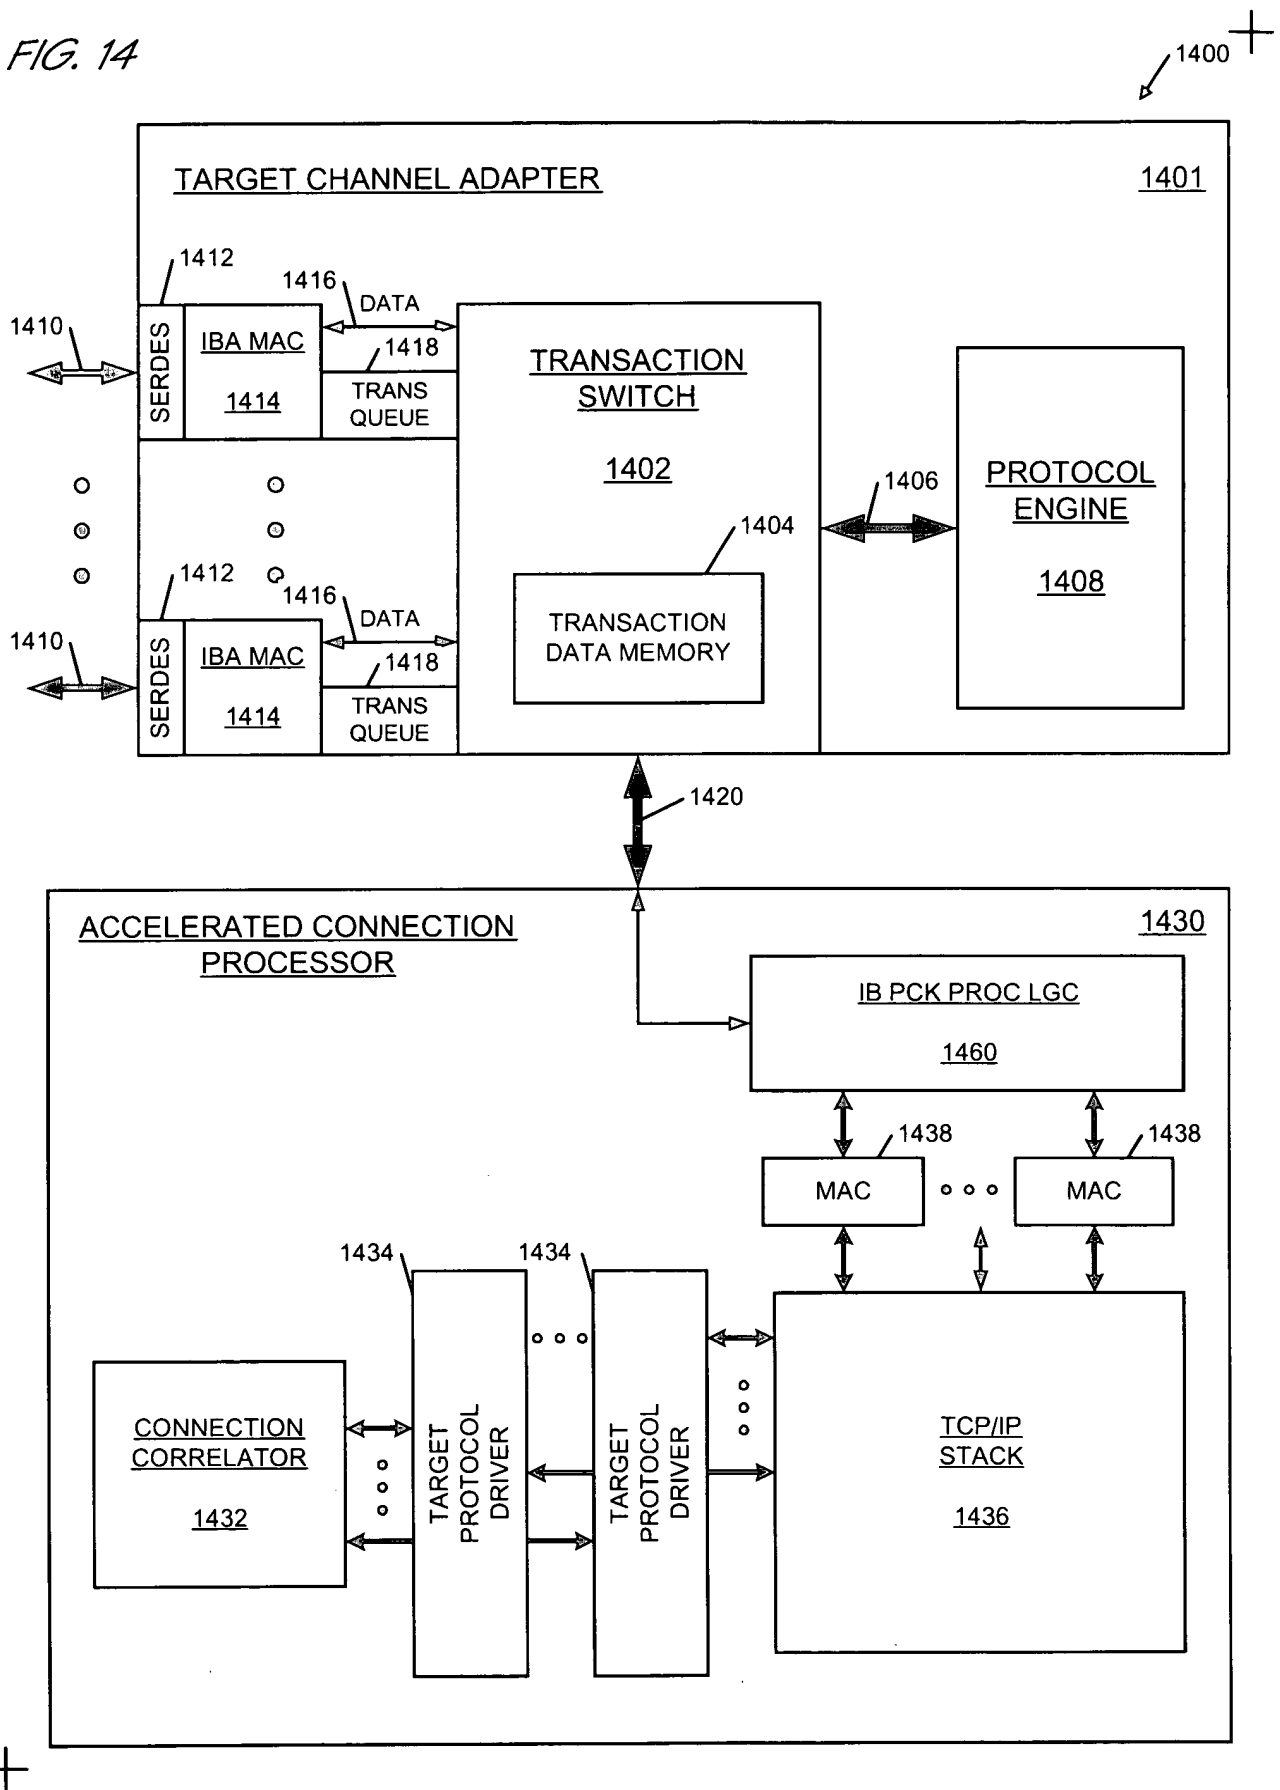 FIG. 14
1400
TARGET CHANNEL ADAPTER
1401
1412
1416
DATA
1410
SERDES
IBA MAC
1414
1418
TRANS
QUEUE
TRANSACTION
SWITCH
1402
1404
TRANSACTION
DATA MEMORY
1406
PROTOCOL
ENGINE
1408
1412
1416
DATA
1410
SERDES
IBA MAC
1414
1418
TRANS
QUEUE
1420
ACCELERATED CONNECTION
PROCESSOR
1430
IB PCK PROC LGC
1460
1438
MAC
1438
MAC
1434
1434
CONNECTION
CORRELATOR
1432
TARGET
PROTOCOL
DRIVER
TARGET
PROTOCOL
DRIVER
TCP/IP
STACK
1436